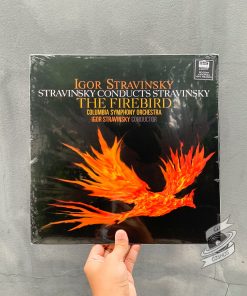 IGOR STRAVINSKY
STRAVINSKY CONDUCTS STRAVINSKY
THE FIREBIRD
COLUMBIA SYMPHONY ORCHESTRA
IGOR STRAVINSKY CONDUCTOR